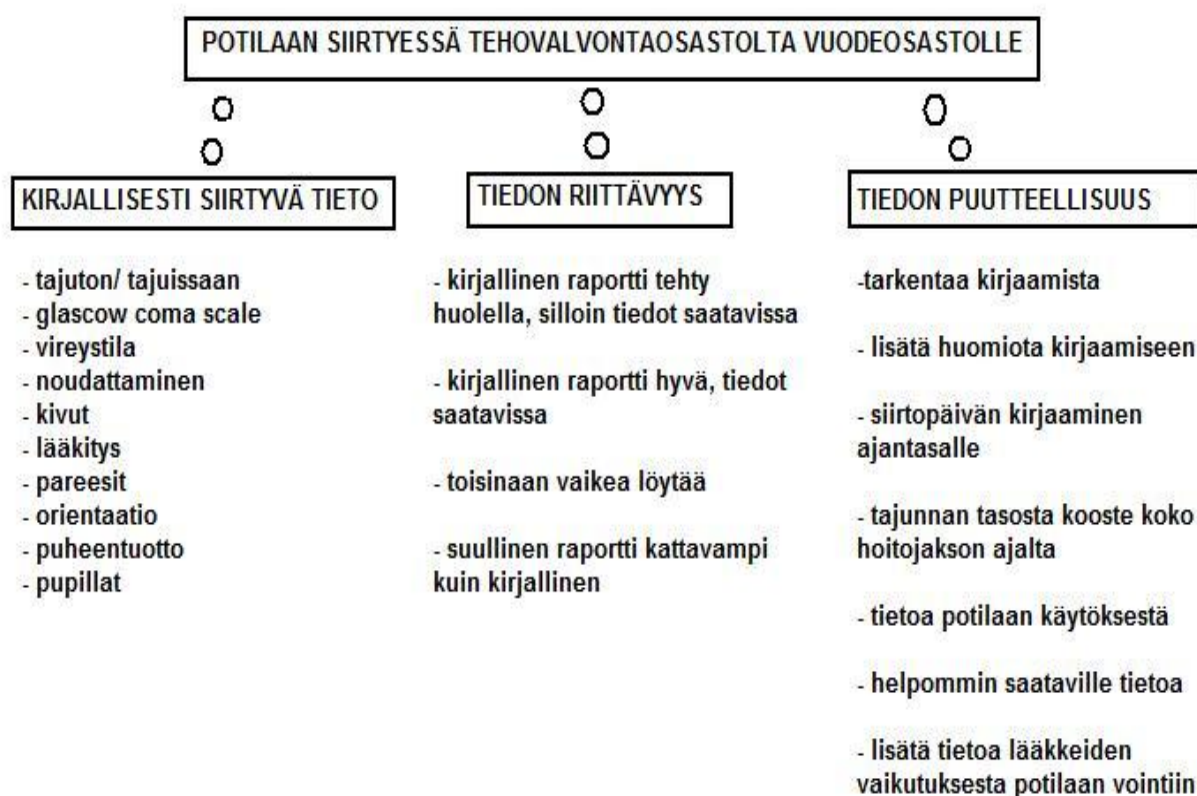 POTILAAN SIIRTYESSÄ TEHOVALVONTAOSASTOLTA VUODEOSASTOLLE
KIRJALLISESTI SIIRTYVÄ TIETO
- tajuton/ tajuissaan
- glascow coma scale
- vireystila
- noudattaminen
- kivut
- lääkitys
- pareesit
- orientaatio
- puheentuotto
- pupillat
TIEDON RIITTÄVYYS
- kirjallinen raportti tehty
huolella, silloin tiedot saatavissa
- kirjallinen raportti hyvä, tiedot
saatavissa
- toisinaan vaikea löytää
- suullinen raportti kattavampi
kuin kirjallinen
TIEDON PUUTTEELLISUUS
-tarkentaa kirjaamista
- lisätä huomiota kirjaamiseen
- siirtopäivän kirjaaminen
ajantasalle
- tajunnan tasosta kooste koko
hoitojakson ajalta
- tietoa potilaan käytöksestä
- helpommin saataville tietoa
- lisätä tietoa lääkkeiden
vaikutuksesta potilaan vointiin